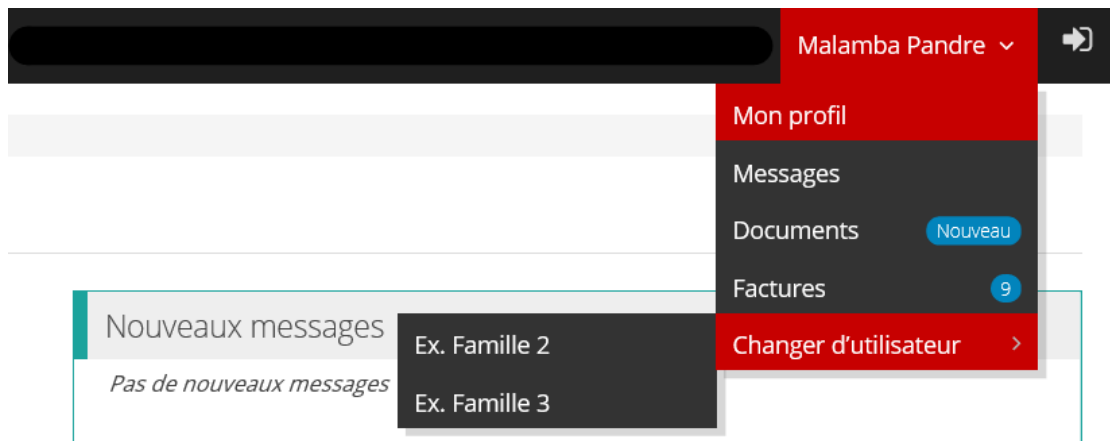 Malamba Pandre
Mon profil
Messages
Documents Nouveau
Factures 9
Changer d’utilisateur
Ex. Famille 2
Ex. Famille 3
Nouveaux messages
Pas de nouveaux messages